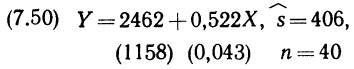 (7.50) Y=2462+0,522X, ŝ=406,
(1158) (0,043) n=40